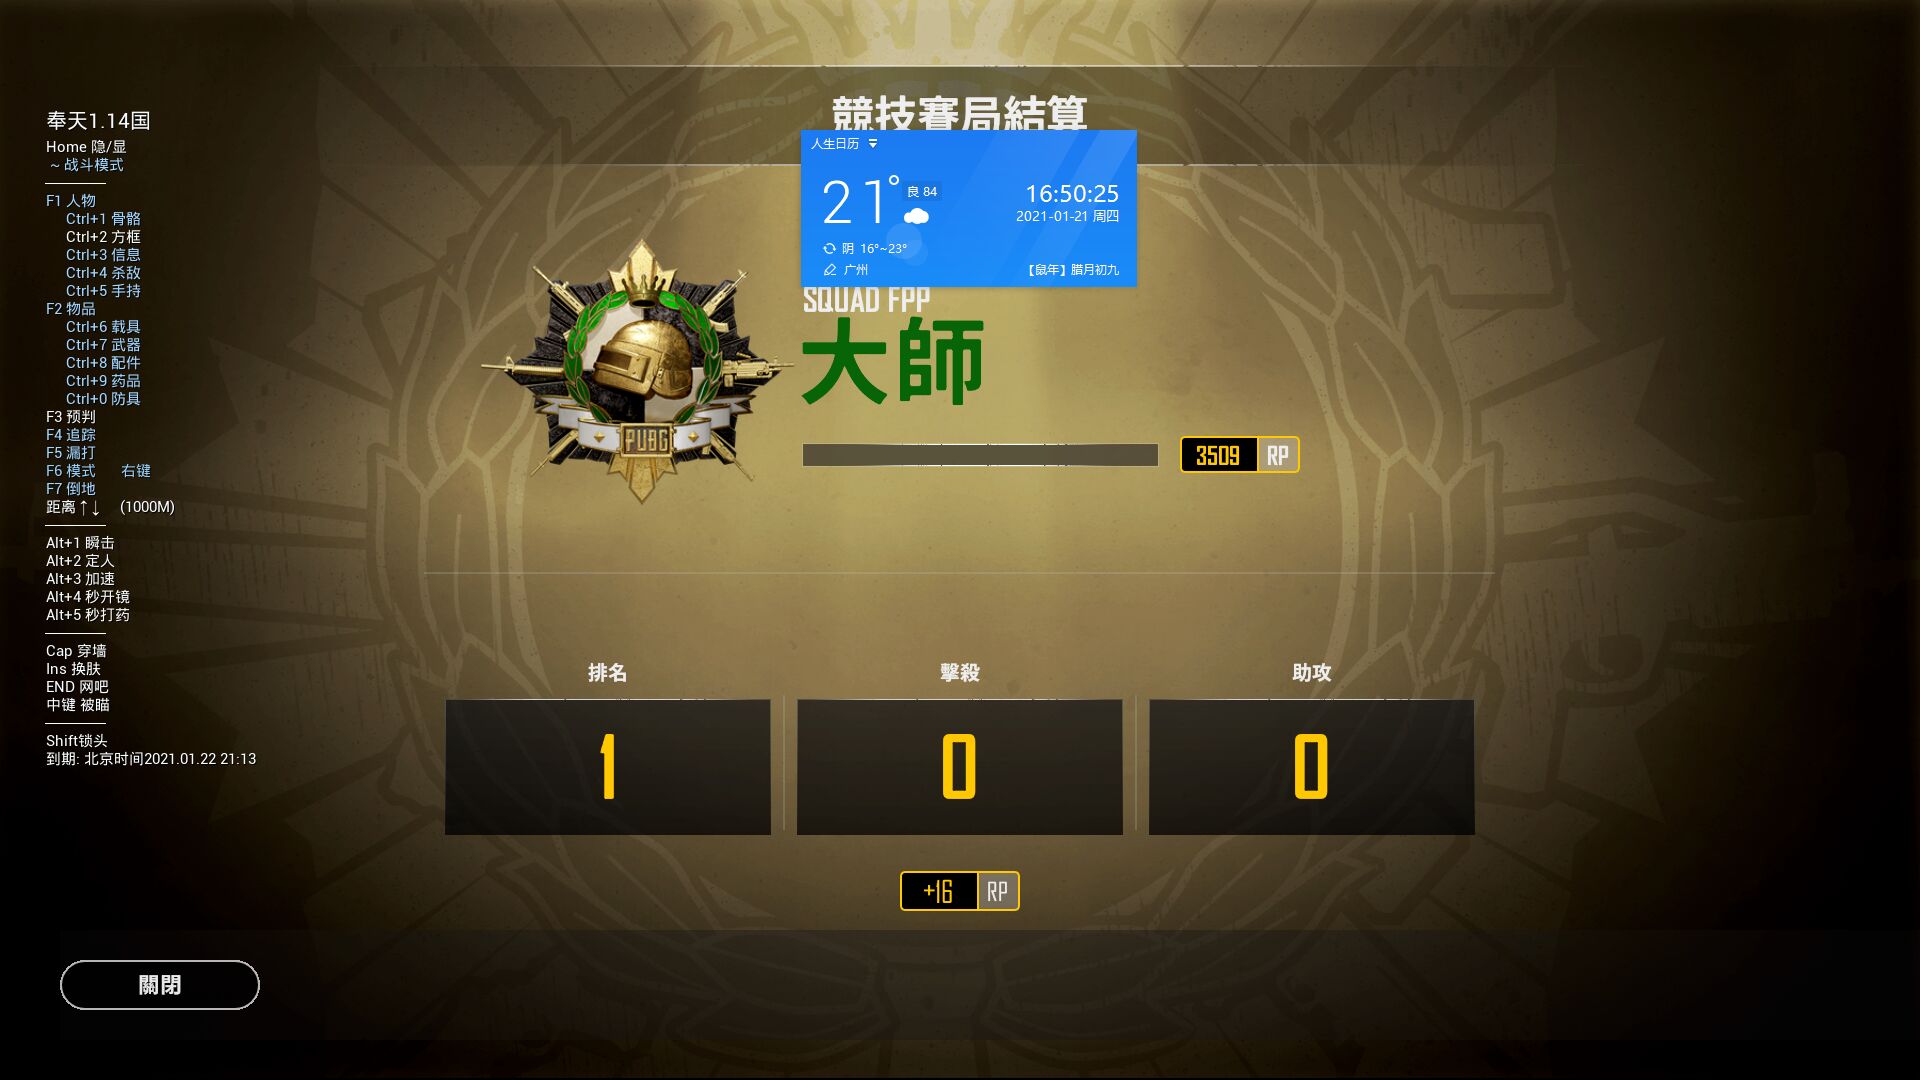 競技賽局結算
奉天1.14国
Home 隐/显
~ 战斗模式
F1 人物
Ctrl+1 骨骼
Ctrl+2 方框
Ctrl+3 信息
Ctrl+4 杀敌
Ctrl+5 手持
F2 物品
Ctrl+6 载具
Ctrl+7 武器
Ctrl+8 配件
Ctrl+9 药品
Ctrl+0 防具
F3 预判
F4 追踪
F5 漏打
F6 模式 右键
F7 倒地
距离↑↓ (1000M)
Alt+1 瞬击
Alt+2 定人
Alt+3 加速
Alt+4 秒开镜
Alt+5 秒打药
Cap 穿墙
Ins 换肤
END 网吧
中键 被瞄
Shift锁头
到期: 北京时间2021.01.22 21:13
人生日历
21° 良 84
16:50:25
2021-01-21 周四
阴 16°~23°
广州
【鼠年】腊月初九
SQUAD FPP
大師
PUBG
3509 RP
排名
擊殺
助攻
1
0
0
+16 RP
關閉